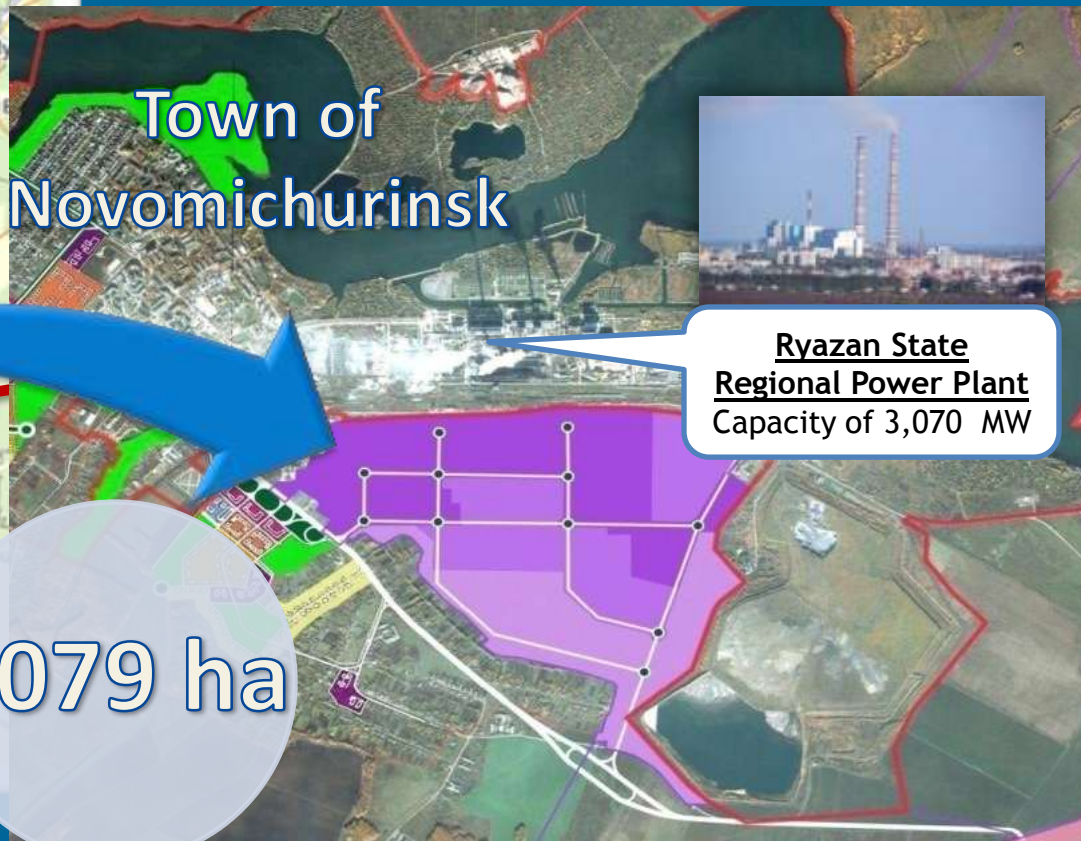 Town of
Novomichurinsk
Ryazan State
Regional Power Plant
Capacity of 3,070 MW
079 ha